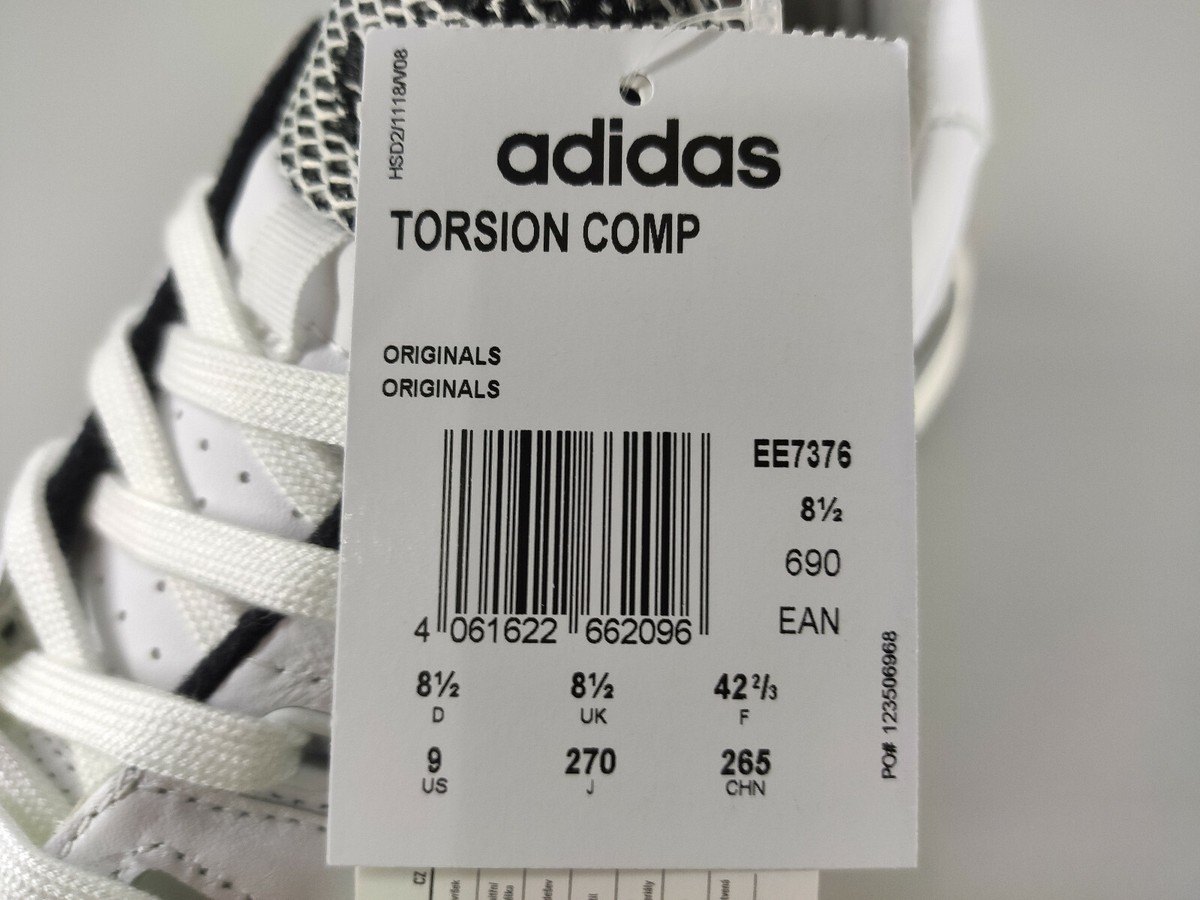 HSD2/1118/V08
adidas
TORSION COMP
ORIGINALS
ORIGINALS
EE7376
8½
690
EAN
4 061622 662096
8½ 8½ 42⅔
D UK F
9 270 265
US J CHN
PO# 123506968
CZ